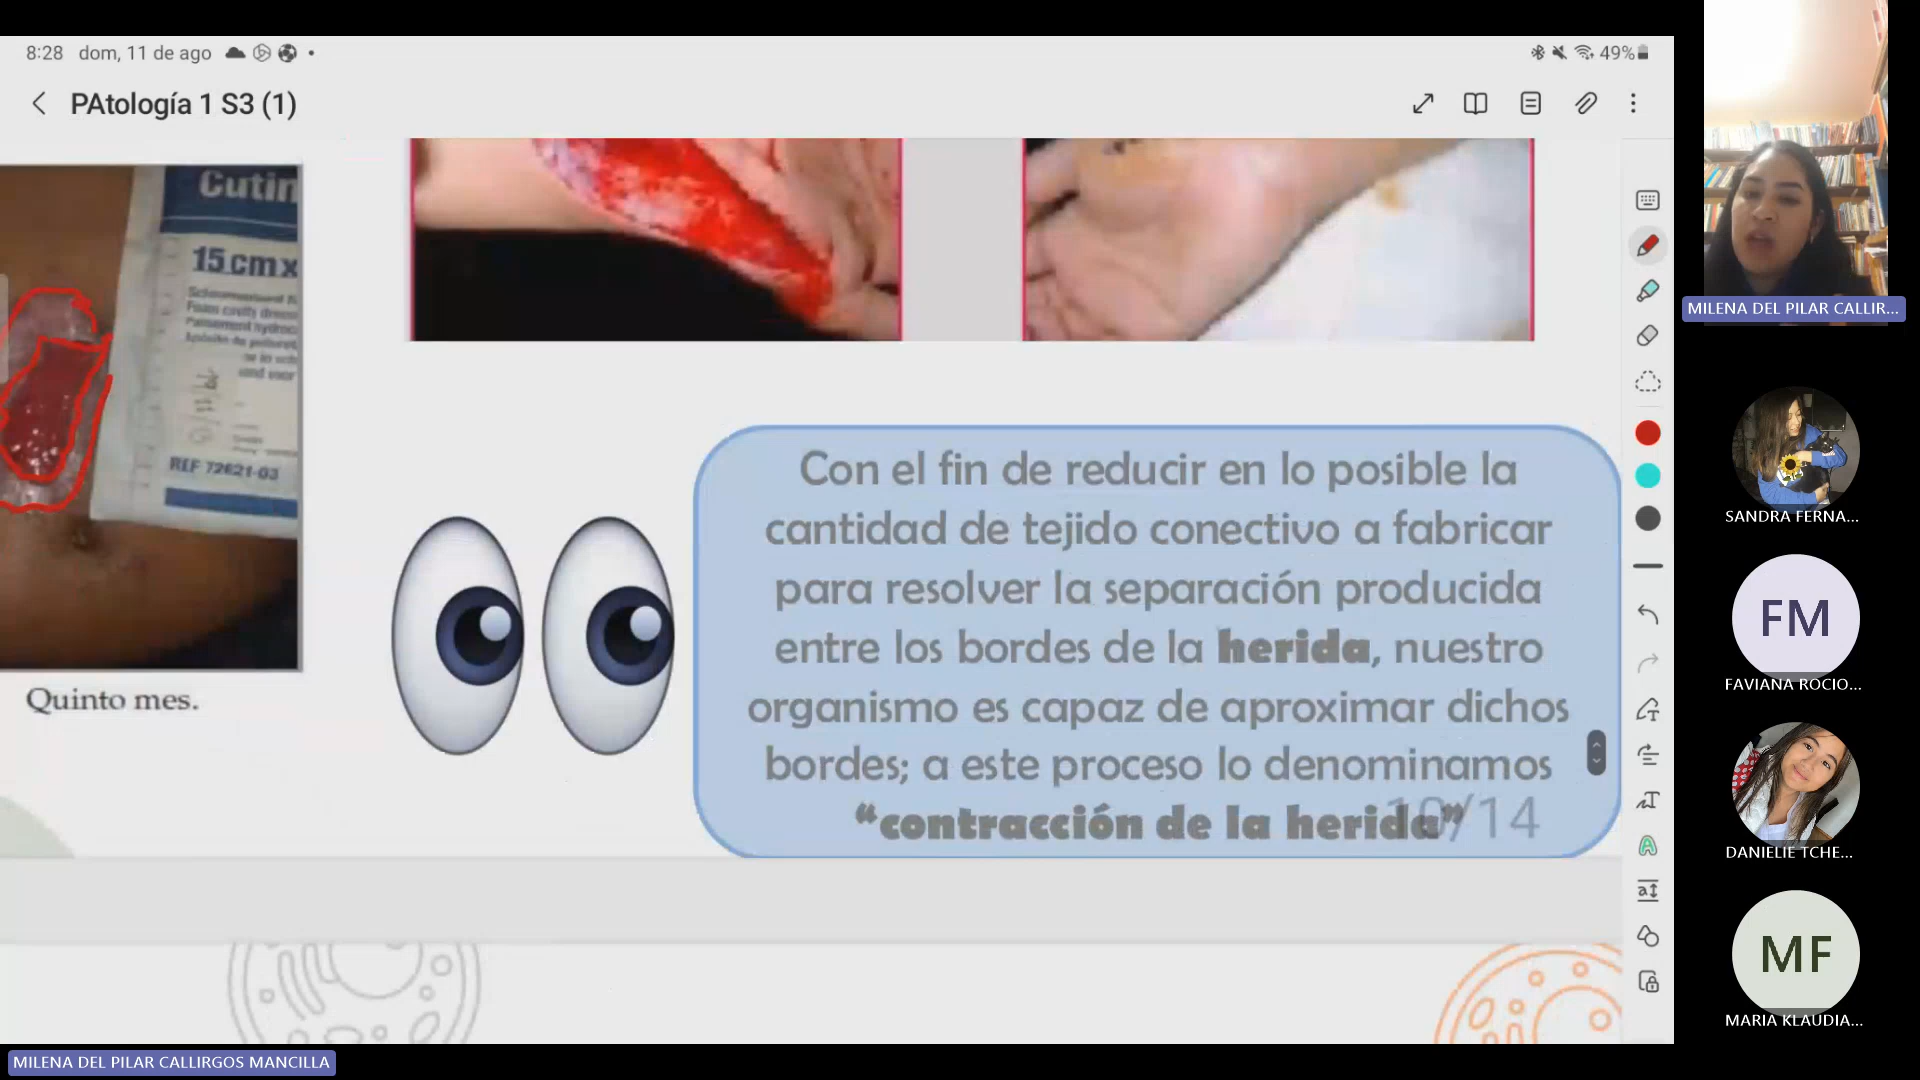 8:28 dom, 11 de ago
49%
PAtología 1 S3 (1)
Cutin
15 cm x
REF 72621-03
Quinto mes.
Con el fin de reducir en lo posible la
cantidad de tejido conectivo a fabricar
para resolver la separación producida
entre los bordes de la herida, nuestro
organismo es capaz de aproximar dichos
bordes; a este proceso lo denominamos
“contracción de la herida”
10/14
MILENA DEL PILAR CALLIR...
SANDRA FERNA...
FM
FAVIANA ROCIO...
DANIELIE TCHE...
MF
MARIA KLAUDIA...
MILENA DEL PILAR CALLIRGOS MANCILLA